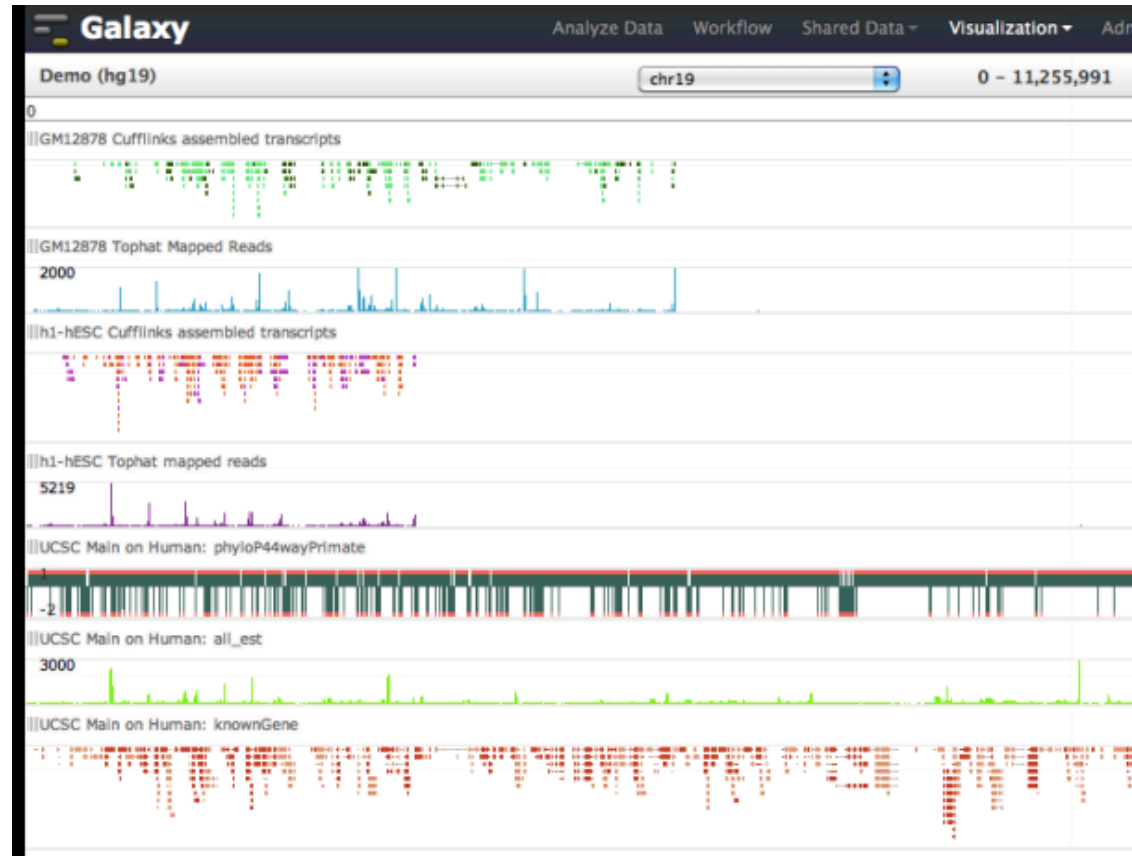 Galaxy Analyze Data Workflow Shared Data Visualization Adr
Demo (hg19) chr19 0 - 11,255,991
0
GM12878 Cufflinks assembled transcripts
GM12878 Tophat Mapped Reads
2000
h1-hESC Cufflinks assembled transcripts
h1-hESC Tophat mapped reads
5219
UCSC Main on Human: phyloP44wayPrimate
1
-2
UCSC Main on Human: all_est
3000
UCSC Main on Human: knownGene